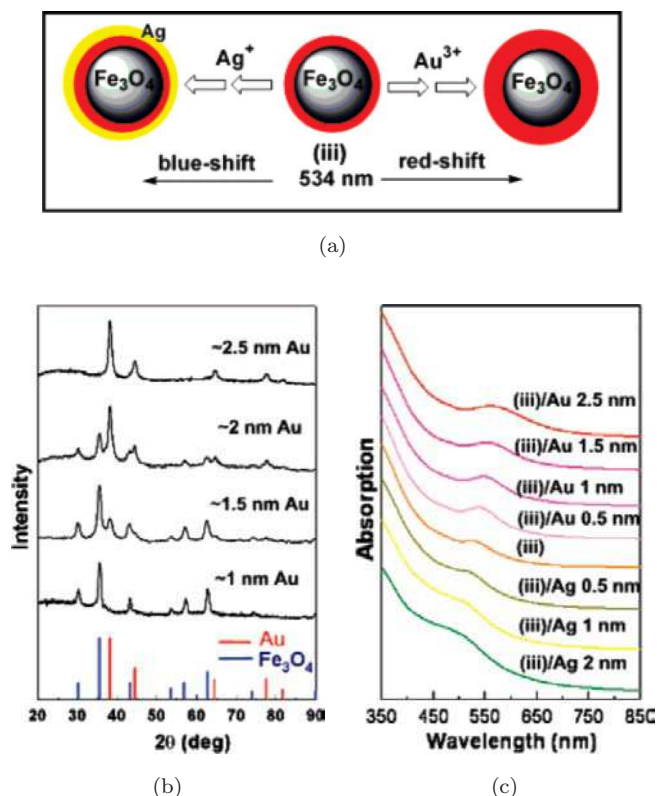 Ag
Fe₃O₄ Ag⁺ Fe₃O₄ Au³⁺ Fe₃O₄
(iii)
blue-shift 534 nm red-shift
(a)
~2.5 nm Au
~2 nm Au
~1.5 nm Au
~1 nm Au
Au
Fe₃O₄
Intensity
20 30 40 50 60 70 80 90
2θ (deg)
(b)
(iii)/Au 2.5 nm
(iii)/Au 1.5 nm
(iii)/Au 1 nm
(iii)/Au 0.5 nm
(iii)
(iii)/Ag 0.5 nm
(iii)/Ag 1 nm
(iii)/Ag 2 nm
Absorption
350 450 550 650 750 850
Wavelength (nm)
(c)